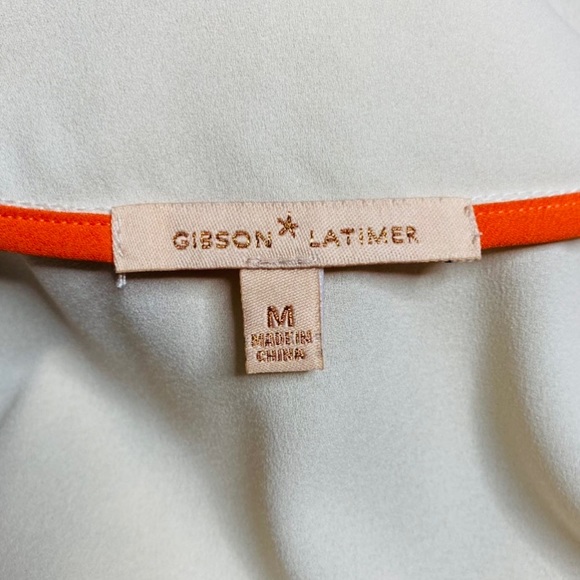 GIBSON * LATIMER
M
MADE IN
CHINA